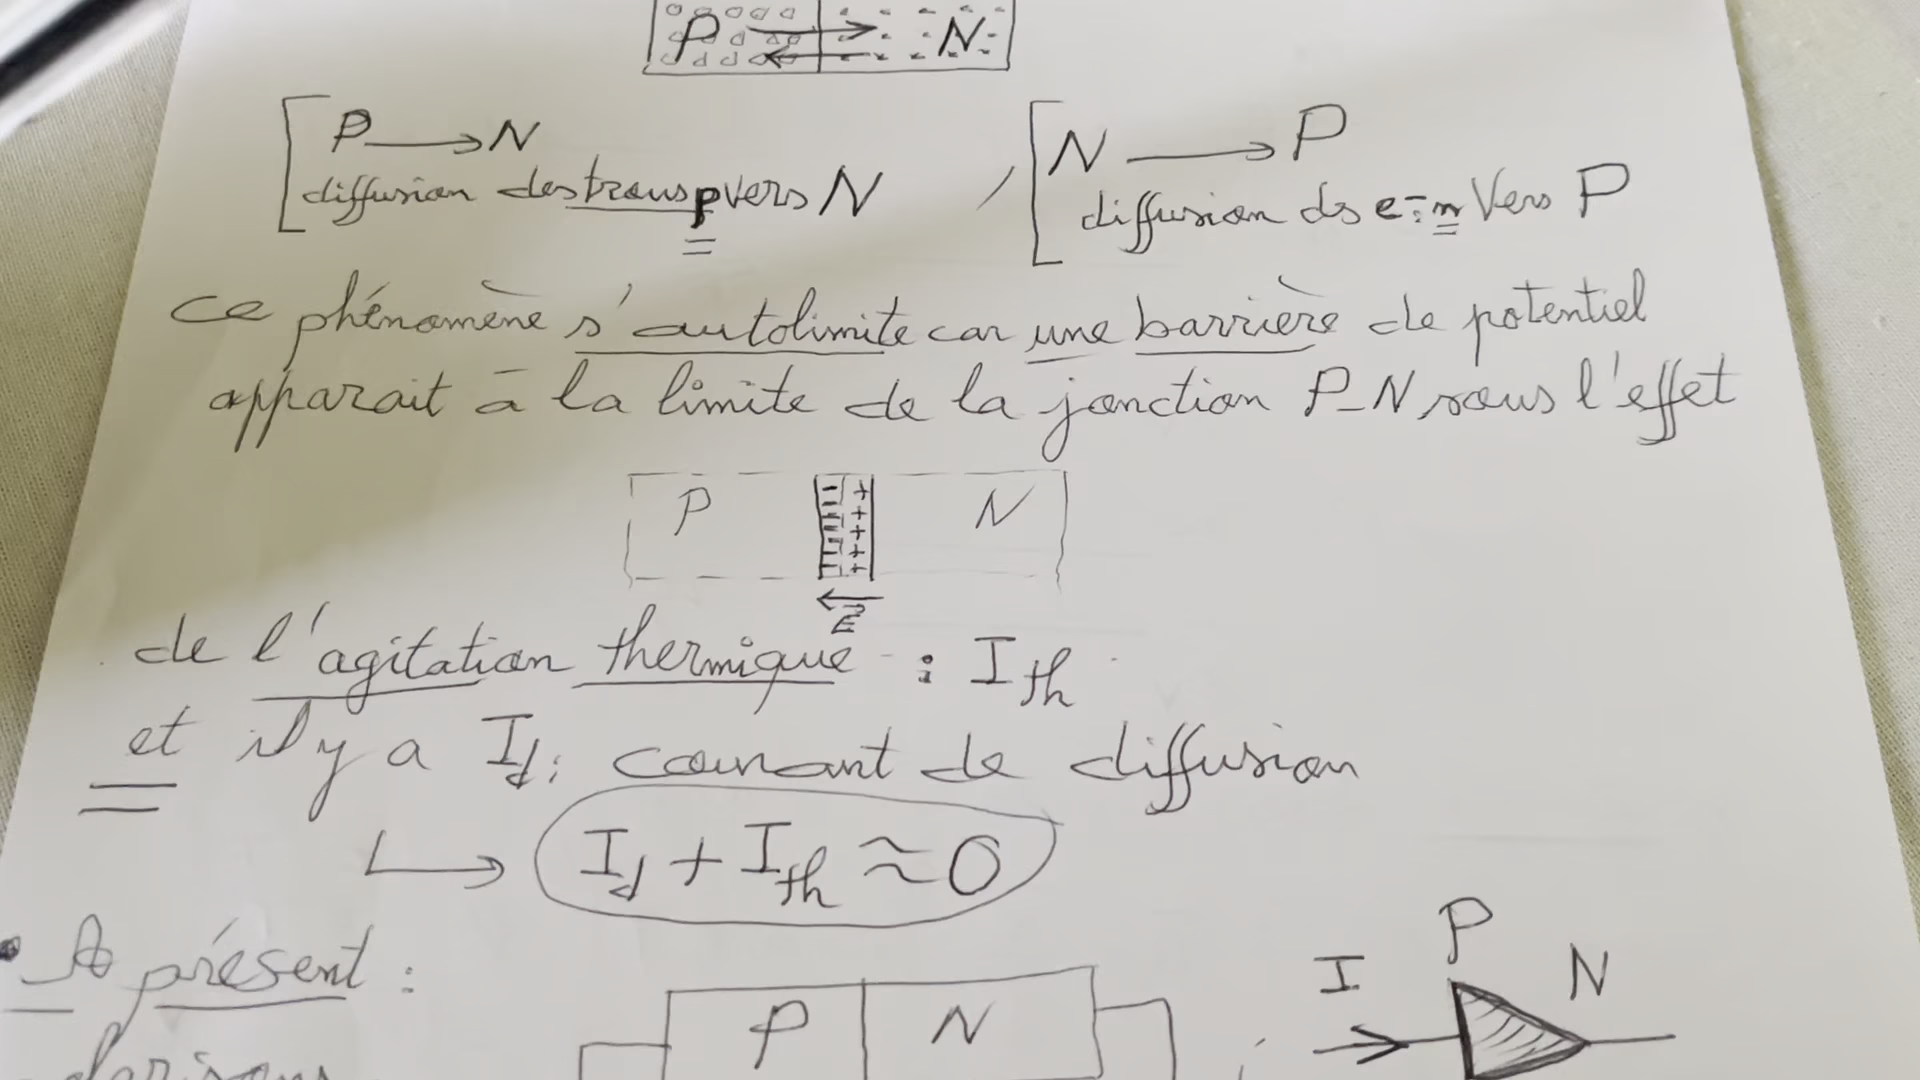 P N
P → N
diffusion des trous p vers N / N → P
diffusion ds e- : n vers P
ce phénomène s'autolimite car une barrière de potentiel
apparait à la limite de la jonction P-N sous l'effet
P - + N
E
de l'agitation thermique : Ith
et il y a Id : courant de diffusion
↳ Id + Ith ≈ 0
• A présent :
P N
I P N